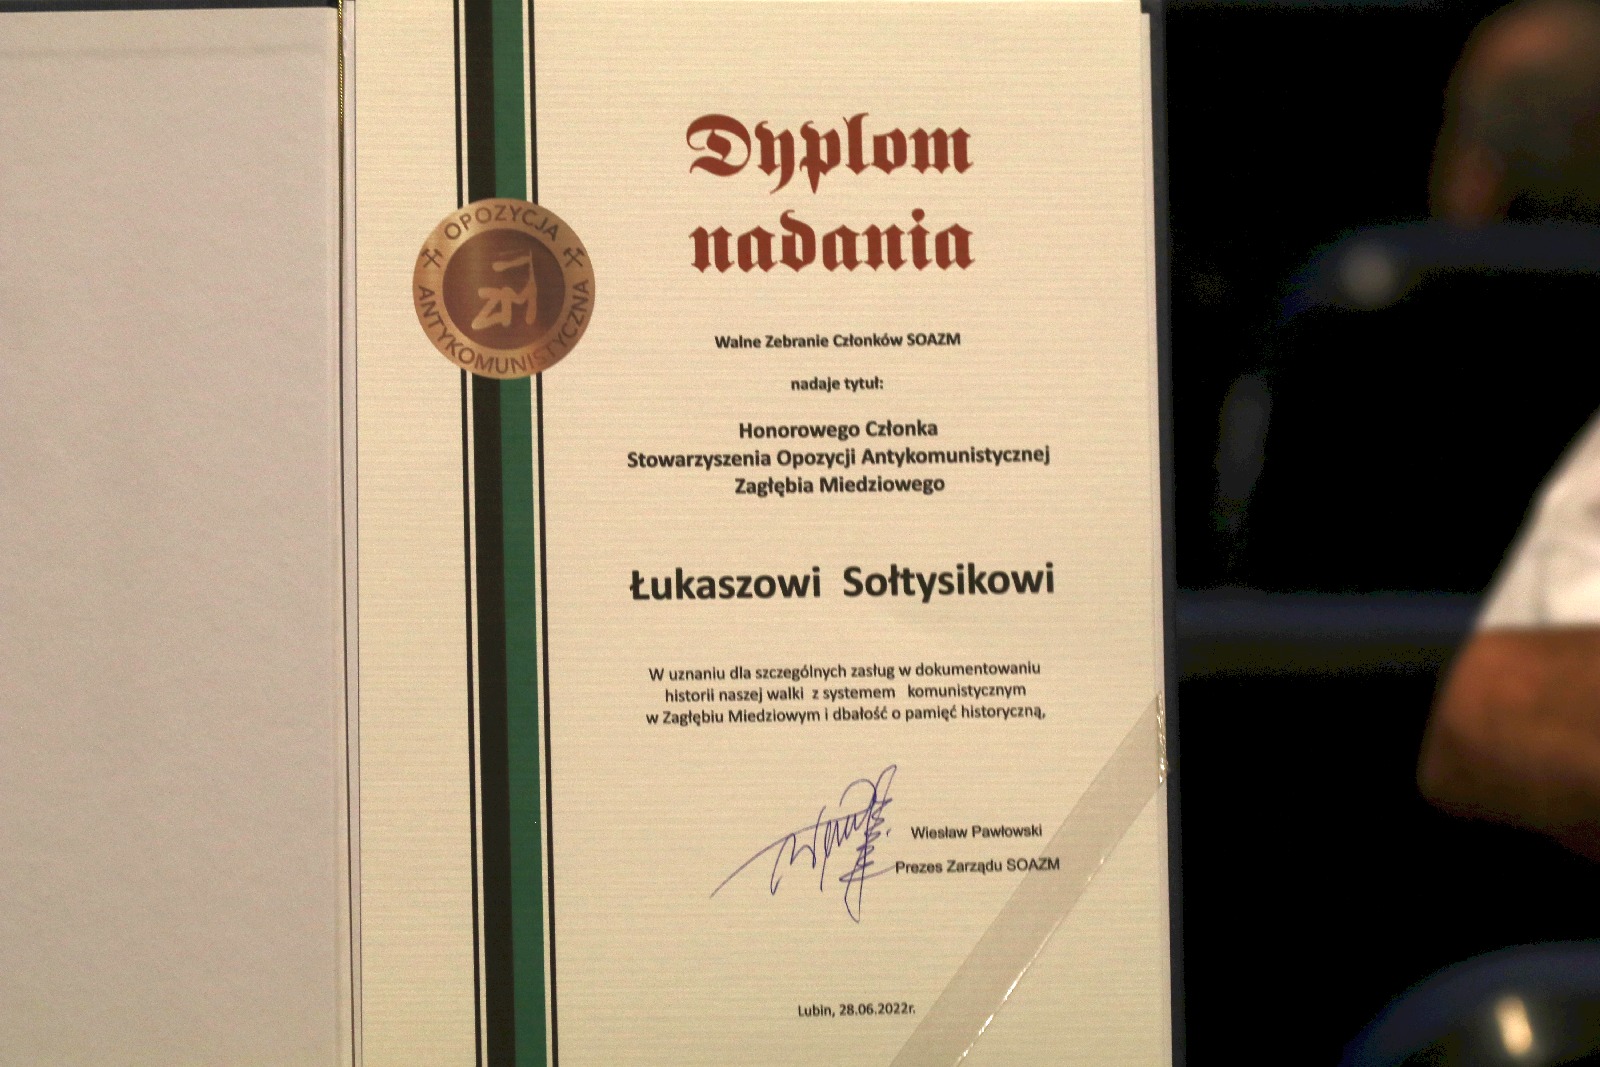 Dyplom
nadania
OPOZYCJA
ANTYKOMUNISTYCZNA
ZM
Walne Zebranie Członków SOAZM
nadaje tytuł:
Honorowego Członka
Stowarzyszenia Opozycji Antykomunistycznej
Zagłębia Miedziowego
Łukaszowi Sołtysikowi
W uznaniu dla szczególnych zasług w dokumentowaniu
historii naszej walki z systemem komunistycznym
w Zagłębiu Miedziowym i dbałość o pamięć historyczną,
Wiesław Pawłowski
Prezes Zarządu SOAZM
Lubin, 28.06.2022r.